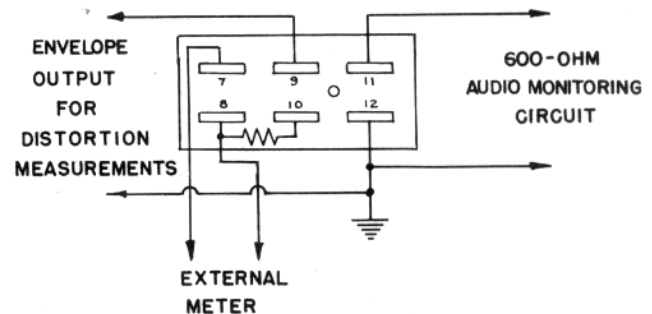 ENVELOPE
OUTPUT
FOR
DISTORTION
MEASUREMENTS
7 9 11
8 10 12
600-OHM
AUDIO MONITORING
CIRCUIT
EXTERNAL
METER